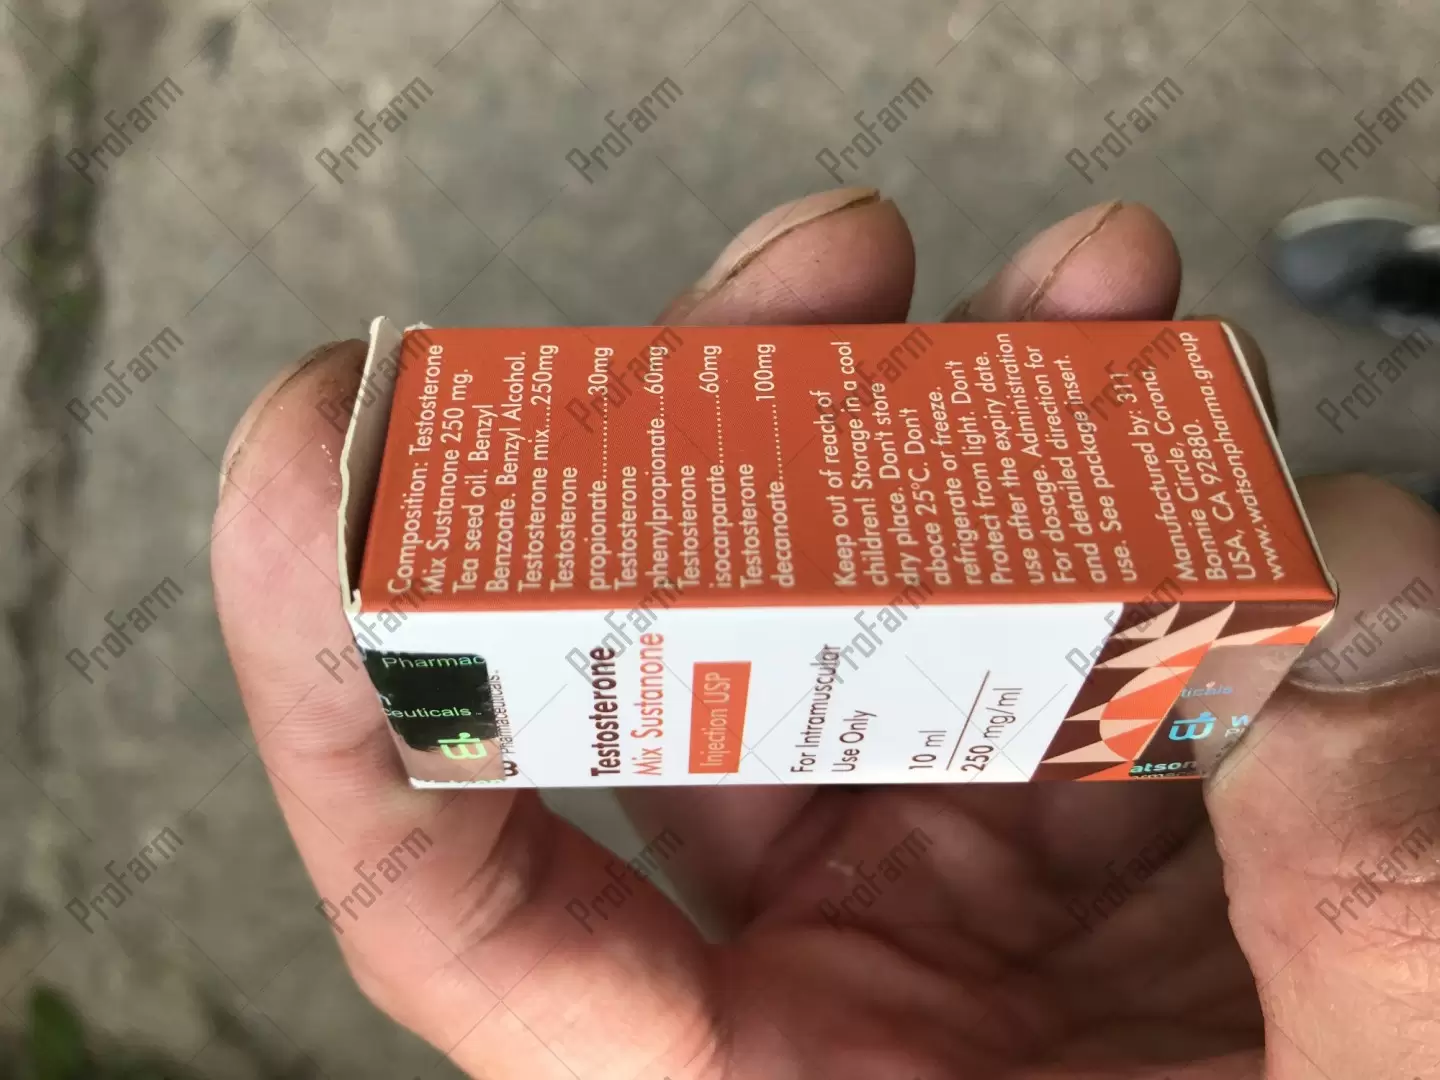 Composition: Testosterone
Mix Sustanone 250 mg.
Tea seed oil. Benzyl
Benzoate. Benzyl Alcohol.
Testosterone mix....250mg
Testosterone
propionate..................30mg
Testosterone
phenylpropionate....60mg
Testosterone
isocarparate..............60mg
Testosterone
decanoate..............100mg
Keep out of reach of
children! Storage in a cool
dry place. Don't store
aboce 25°C. Don't
refrigerate or freeze.
Protect from light. Don't
use after the expiry date.
For dosage. Administration
For detailed direction for
and package insert.
use. See
Manufactured by: 311
Bonnie Circle, Corona,
USA, CA 92880.
www.watsonpharma.group
Pharmac
ceuticals
Pharmaceuticals.
Testosterone
Mix Sustanone
Injection USP
For Intramuscular
Use Only
10 ml
250 mg/ml
uticals
atson
ProFarm